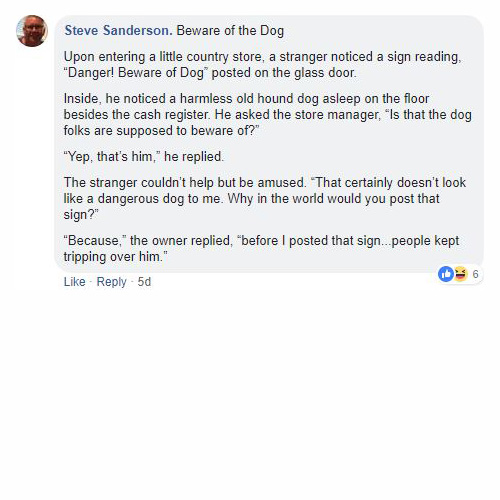 Steve Sanderson. Beware of the Dog
Upon entering a little country store, a stranger noticed a sign reading,
“Danger! Beware of Dog” posted on the glass door.
Inside, he noticed a harmless old hound dog asleep on the floor
besides the cash register. He asked the store manager, “Is that the dog
folks are supposed to beware of?”
“Yep, that’s him,” he replied.
The stranger couldn’t help but be amused. “That certainly doesn’t look
like a dangerous dog to me. Why in the world would you post that
sign?”
“Because,” the owner replied, “before I posted that sign...people kept
tripping over him.”
6
Like · Reply · 5d